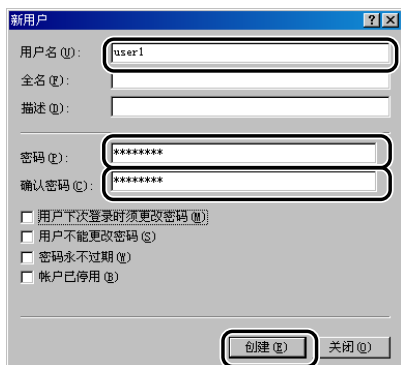 新用户
用户名(U): user1
全名(F):
描述(D):
密码(P): ********
确认密码(C): ********
用户下次登录时须更改密码(M)
用户不能更改密码(S)
密码永不过期(W)
帐户已停用(B)
创建(E) 关闭(O)